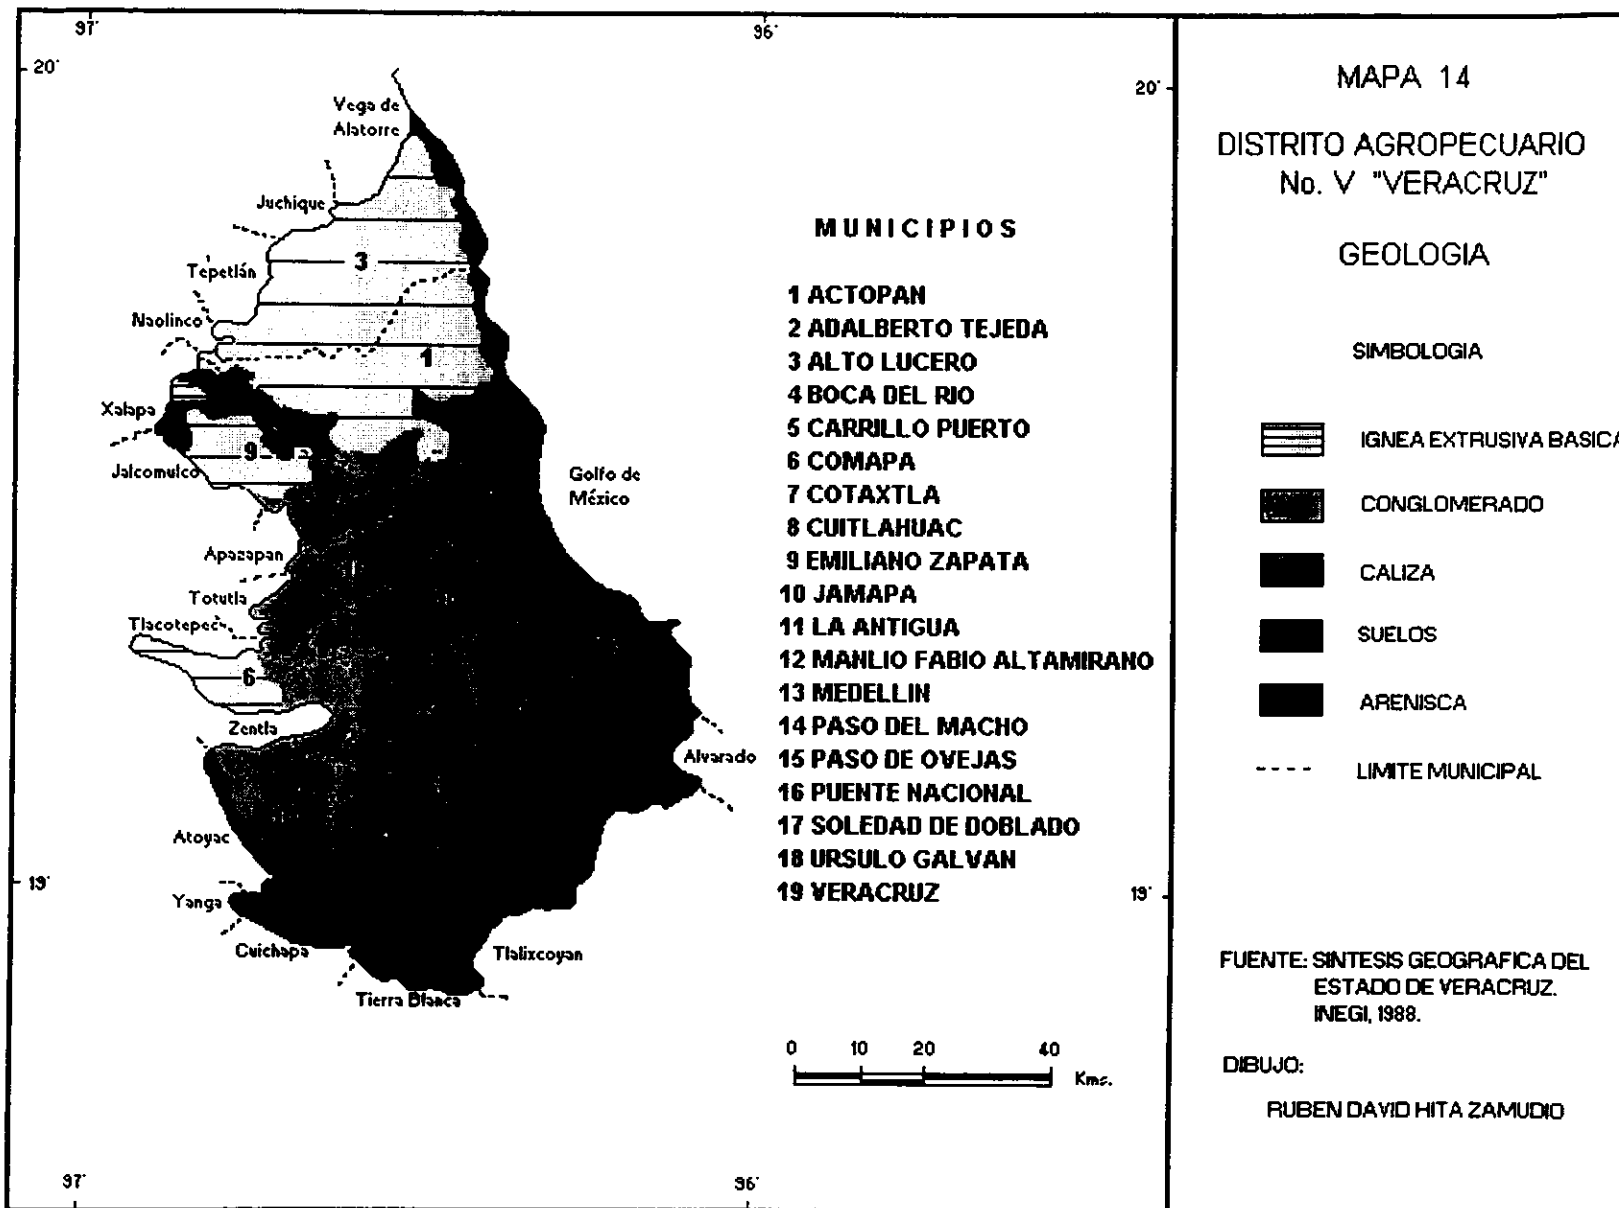 97°
96°
20°
20°
Vega de
Alatorre
Juchique
Tepetlán
Naolinco
Xalapa
Jalcomulco
Apazapan
Totutla
Tlacotepec
Zentla
Atoyac
Yanga
Cuichapa
Tierra Blanca
Tlalixcoyan
Alvarado
Golfo de
México
3
1
9
6
19°
19°
97°
96°
MUNICIPIOS
1 ACTOPAN
2 ADALBERTO TEJEDA
3 ALTO LUCERO
4 BOCA DEL RIO
5 CARRILLO PUERTO
6 COMAPA
7 COTAXTLA
8 CUITLAHUAC
9 EMILIANO ZAPATA
10 JAMAPA
11 LA ANTIGUA
12 MANLIO FABIO ALTAMIRANO
13 MEDELLIN
14 PASO DEL MACHO
15 PASO DE OVEJAS
16 PUENTE NACIONAL
17 SOLEDAD DE DOBLADO
18 URSULO GALVAN
19 VERACRUZ
0 10 20 40
Kms.
MAPA 14
DISTRITO AGROPECUARIO
No. V "VERACRUZ"
GEOLOGIA
SIMBOLOGIA
IGNEA EXTRUSIVA BASICA
CONGLOMERADO
CALIZA
SUELOS
ARENISCA
LIMITE MUNICIPAL
FUENTE: SINTESIS GEOGRAFICA DEL
ESTADO DE VERACRUZ.
INEGI, 1988.
DIBUJO:
RUBEN DAVID HITA ZAMUDIO